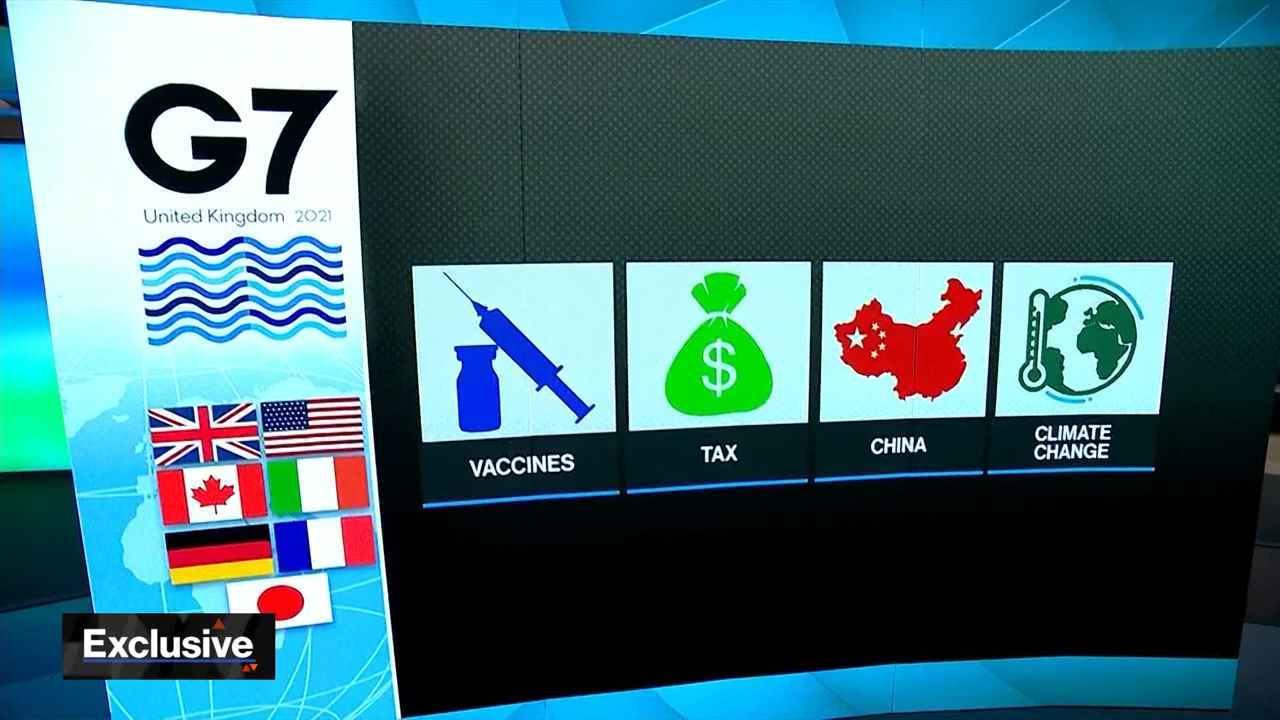 G7
United Kingdom 2021
$
VACCINES
TAX
CHINA
CLIMATE
CHANGE
Exclusive